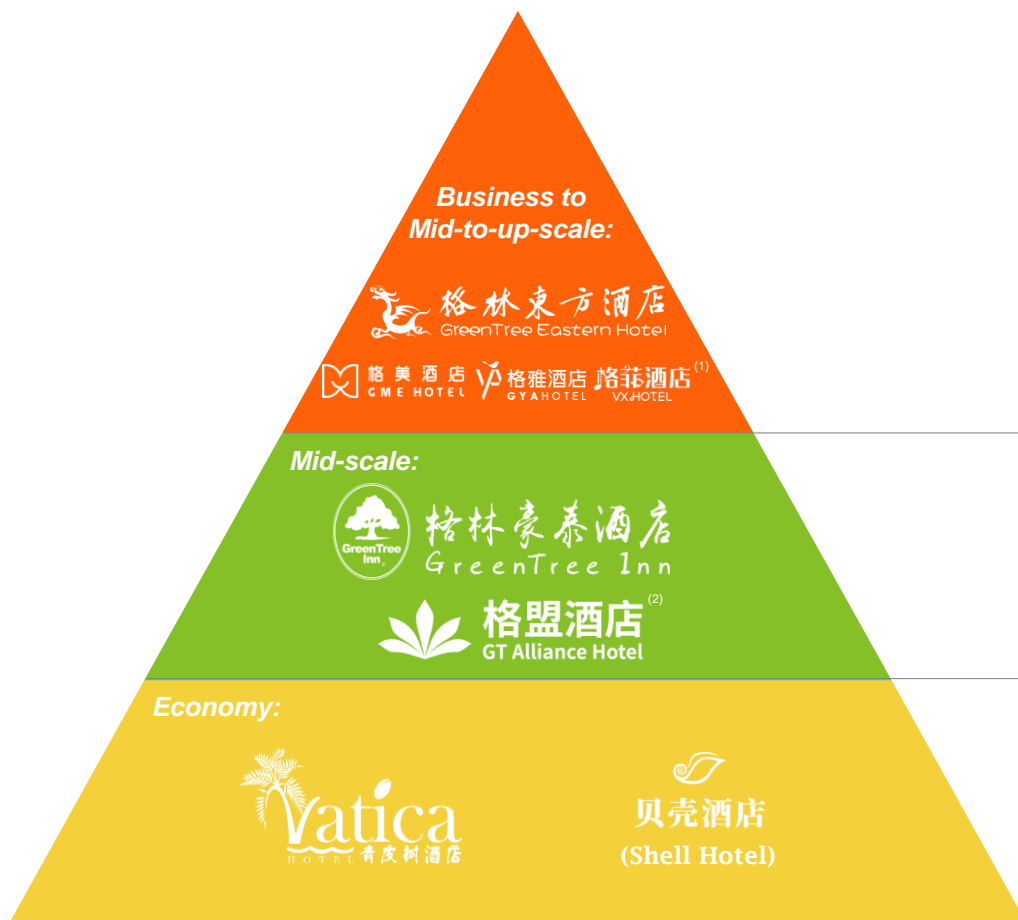 Business to
Mid-to-up-scale:
格林東方酒店
GreenTree Eastern Hotel
格美酒店
GME HOTEL
格雅酒店
GYAHOTEL
格菲酒店 (1)
VX HOTEL
Mid-scale:
GreenTree
Inn
格林豪泰酒店
GreenTree Inn
格盟酒店 (2)
GT Alliance Hotel
Economy:
Vatica
HOTEL 青皮树酒店
贝壳酒店
(Shell Hotel)